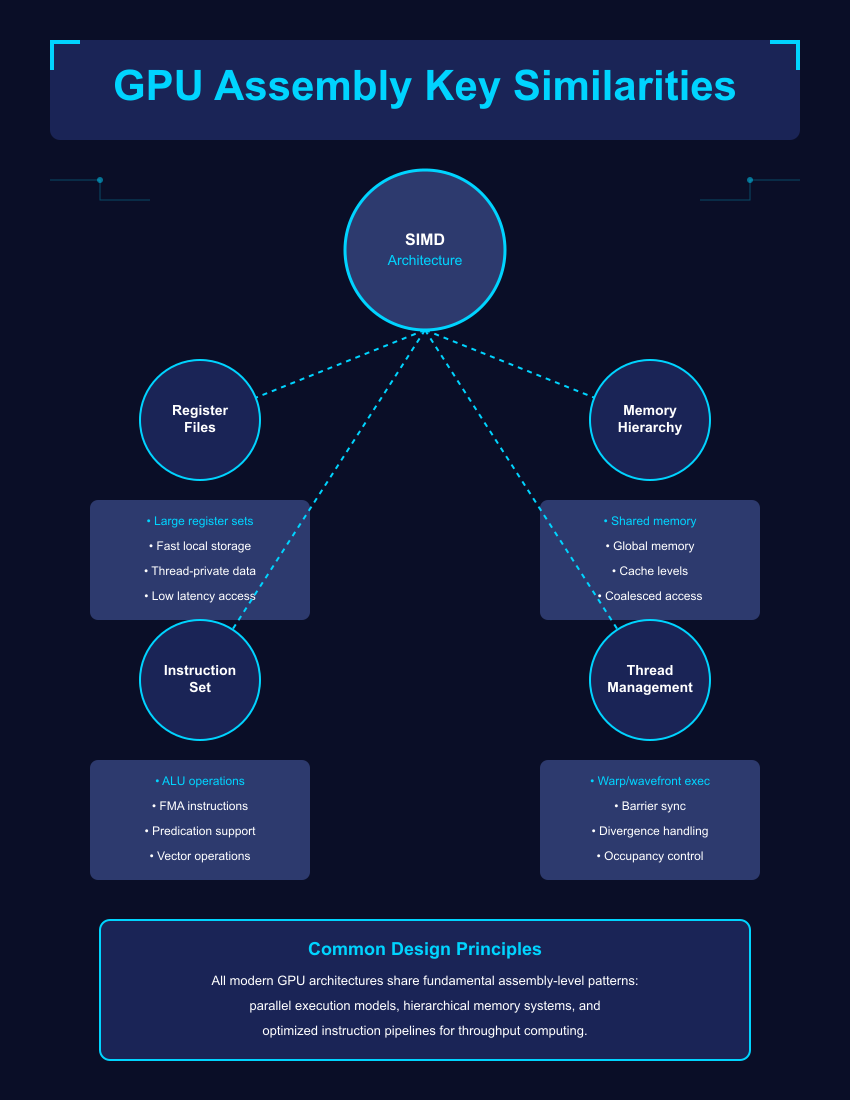 GPU Assembly Key Similarities
SIMD
Architecture
Register
Files
Memory
Hierarchy
• Large register sets
• Fast local storage
• Thread-private data
• Low latency access
• Shared memory
• Global memory
• Cache levels
• Coalesced access
Instruction
Set
Thread
Management
• ALU operations
• FMA instructions
• Predication support
• Vector operations
• Warp/wavefront exec
• Barrier sync
• Divergence handling
• Occupancy control
Common Design Principles
All modern GPU architectures share fundamental assembly-level patterns:
parallel execution models, hierarchical memory systems, and
optimized instruction pipelines for throughput computing.